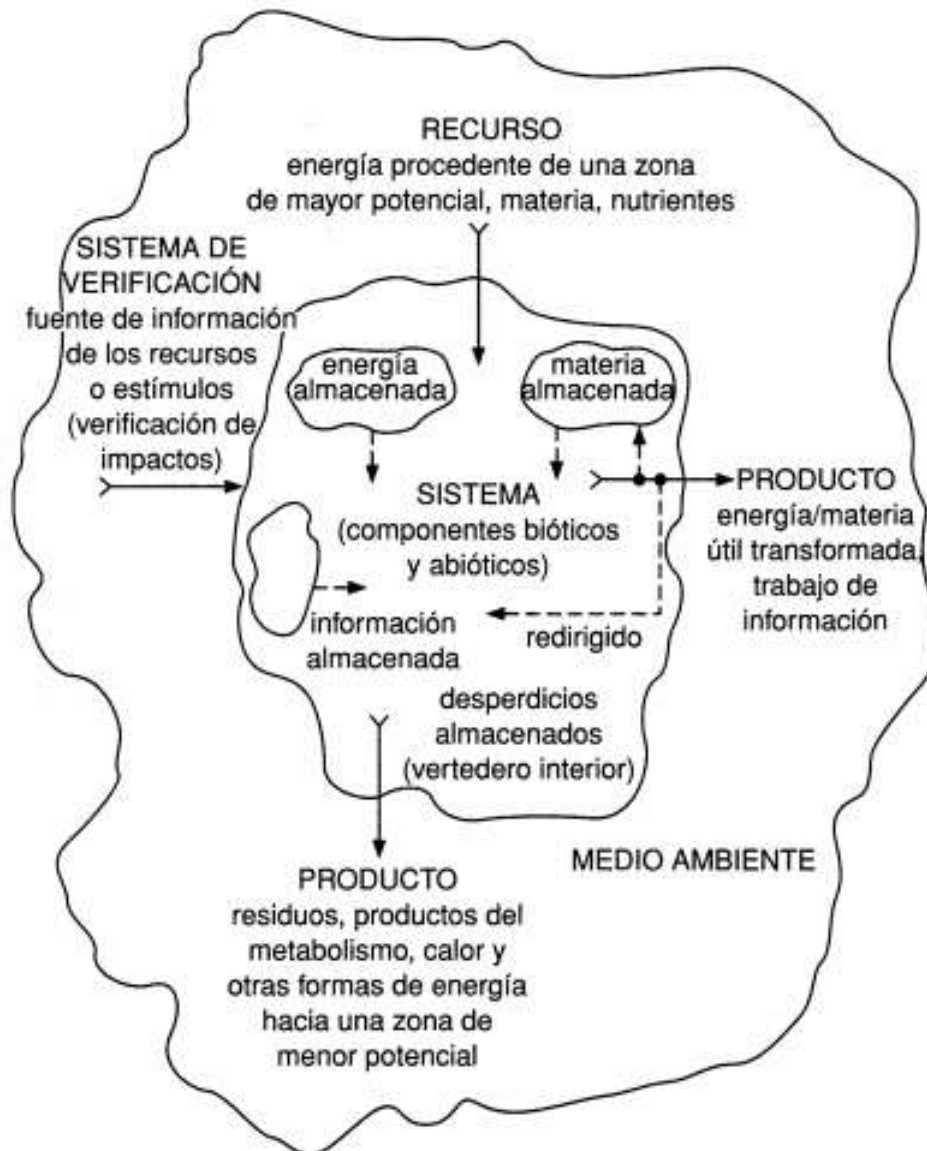 RECURSO
energía procedente de una zona
de mayor potencial, materia, nutrientes
SISTEMA DE
VERIFICACIÓN
fuente de información
de los recursos
o estímulos
(verificación de
impactos)
energía
almacenada
materia
almacenada
SISTEMA
(componentes bióticos
y abióticos)
PRODUCTO
energía/materia
útil transformada,
trabajo de
información
información
almacenada
redirigido
desperdicios
almacenados
(vertedero interior)
MEDIO AMBIENTE
PRODUCTO
residuos, productos del
metabolismo, calor y
otras formas de energía
hacia una zona de
menor potencial